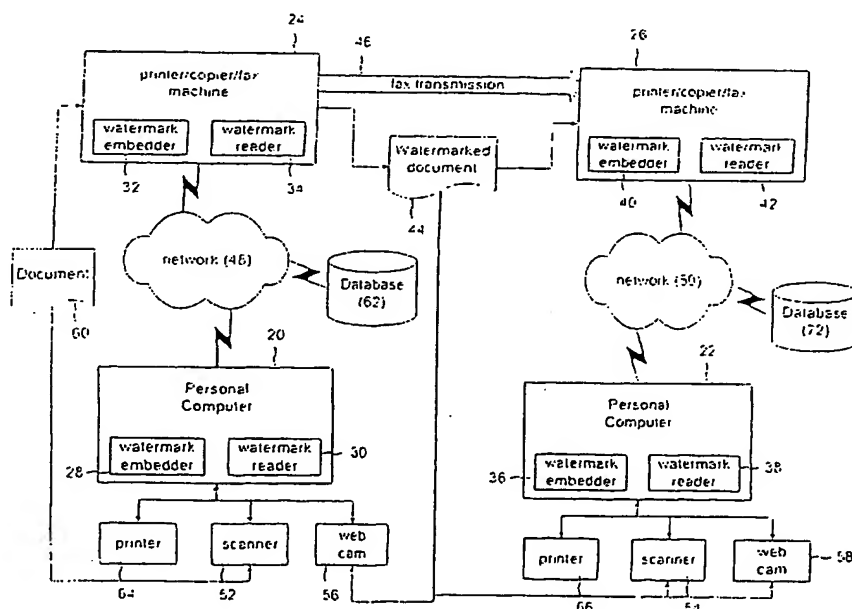 24
46
26
printer/copier/fax
machine
fax transmission
printer/copier/fax
machine
watermark
embedder
watermark
reader
Watermarked
document
watermark
embedder
watermark
reader
32
34
44
40
42
Document
60
network (48)
Database
(62)
network (50)
Database
(72)
20
22
Personal
Computer
Personal
Computer
watermark
embedder
watermark
reader
28
30
watermark
embedder
watermark
reader
36
38
printer
scanner
web
cam
printer
scanner
web
cam
64
52
56
66
54
58